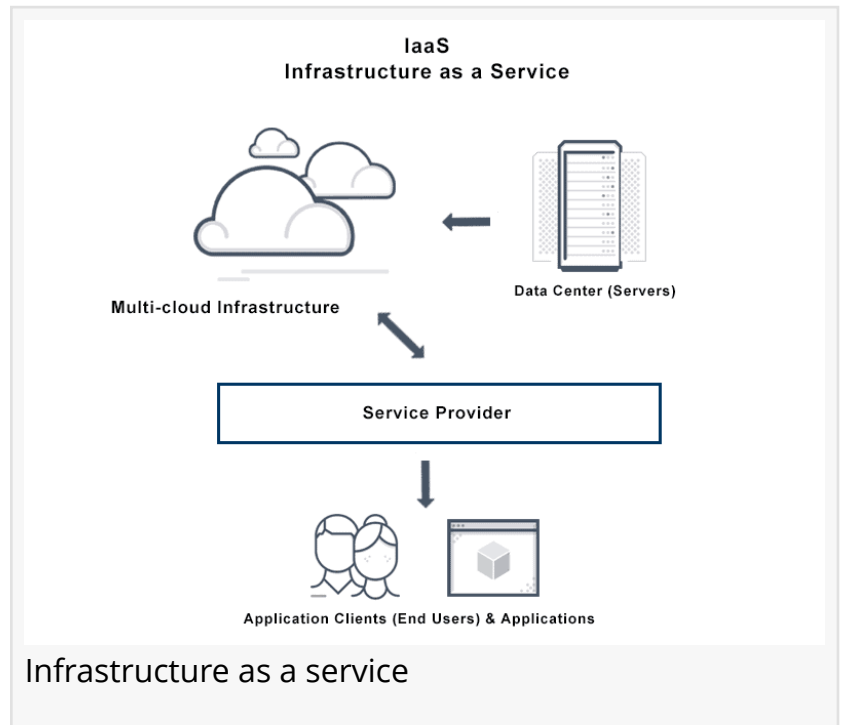 IaaS
Infrastructure as a Service
Multi-cloud Infrastructure
Data Center (Servers)
Service Provider
Application Clients (End Users) & Applications
Infrastructure as a service